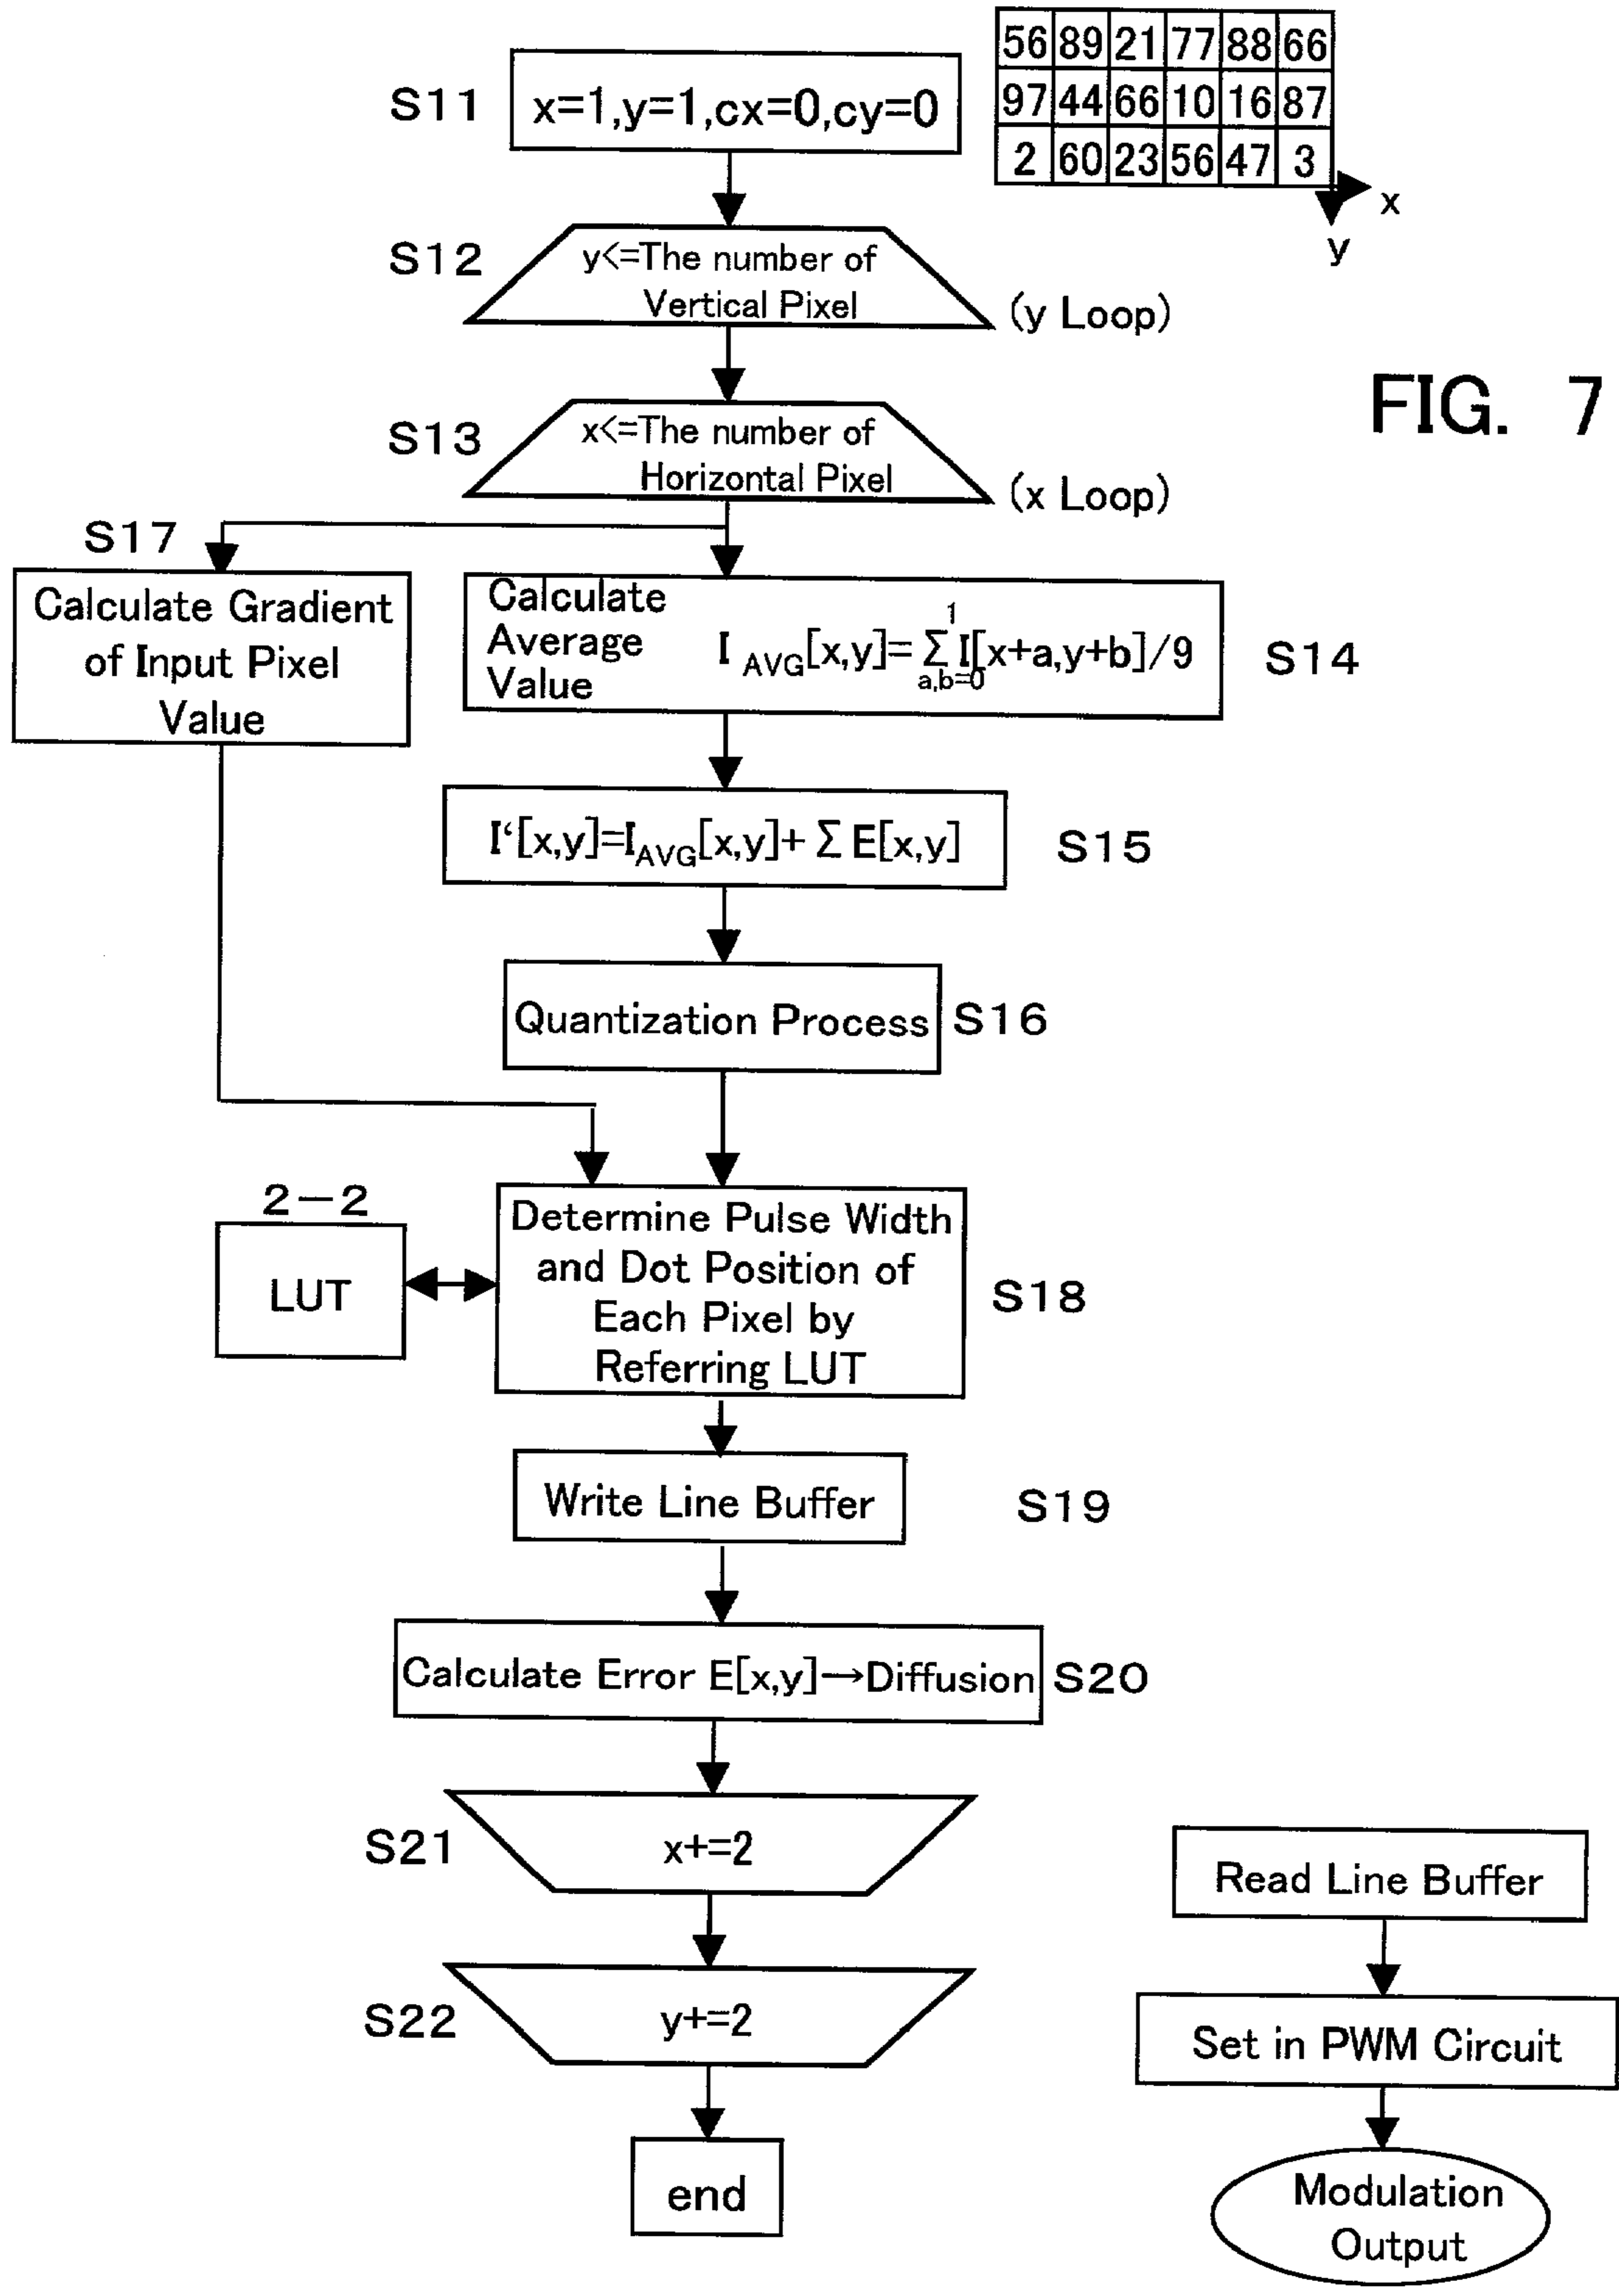 S11
x=1,y=1,cx=0,cy=0
56 89 21 77 88 66
97 44 66 10 16 87
2 60 23 56 47 3
x
y
S12
y<=The number of
Vertical Pixel
(y Loop)
FIG. 7
S13
x<=The number of
Horizontal Pixel
(x Loop)
S17
Calculate Gradient
of Input Pixel
Value
Calculate
Average
Value
I AVG[x,y]=Σ I[x+a,y+b]/9
1
a,b=0
S14
I‘[x,y]=IAVG[x,y]+ Σ E[x,y]
S15
Quantization Process
S16
2-2
LUT
Determine Pulse Width
and Dot Position of
Each Pixel by
Referring LUT
S18
Write Line Buffer
S19
Calculate Error E[x,y]→Diffusion
S20
S21
x+=2
S22
y+=2
end
Read Line Buffer
Set in PWM Circuit
Modulation
Output